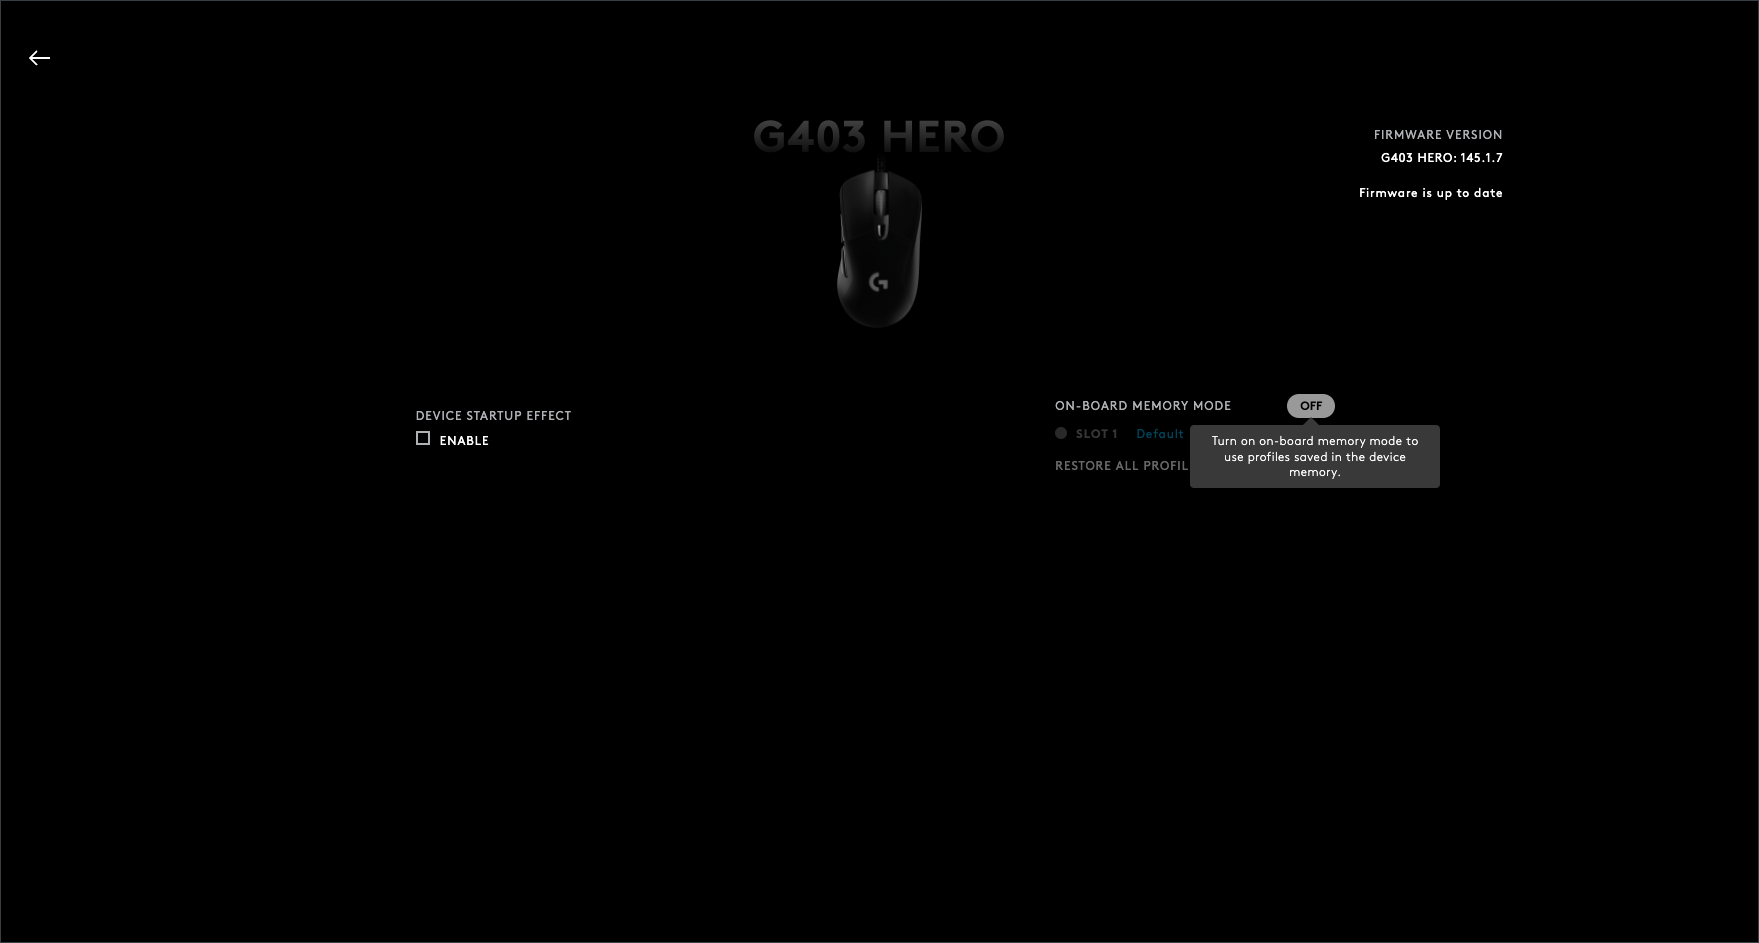 G403 HERO
FIRMWARE VERSION
G403 HERO: 145.1.7
Firmware is up to date
DEVICE STARTUP EFFECT
ENABLE
ON-BOARD MEMORY MODE OFF
SLOT 1 Default
RESTORE ALL PROFIL
Turn on on-board memory mode to
use profiles saved in the device
memory.